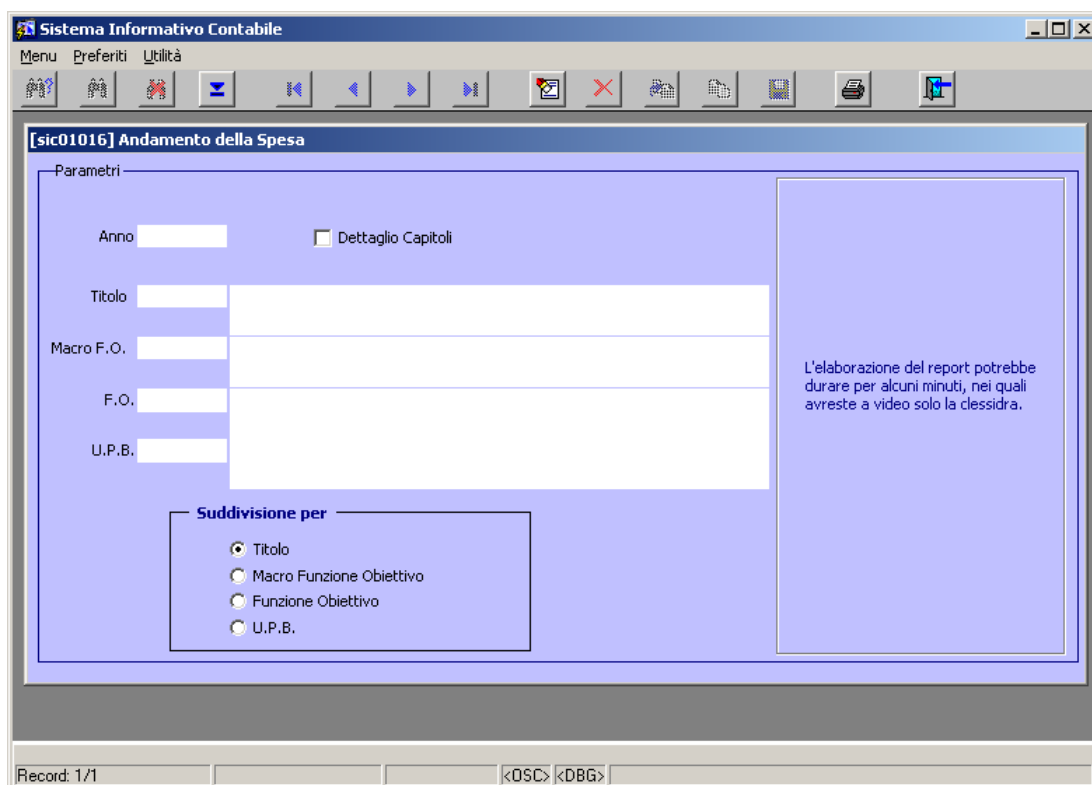 Sistema Informativo Contabile
Menu Preferiti Utilità
[sic01016] Andamento della Spesa
Parametri
Anno
Dettaglio Capitoli
Titolo
Macro F.O.
F.O.
U.P.B.
L'elaborazione del report potrebbe
durare per alcuni minuti, nei quali
avreste a video solo la clessidra.
Suddivisione per
Titolo
Macro Funzione Obiettivo
Funzione Obiettivo
U.P.B.
Record: 1/1 <OSC> <DBG>